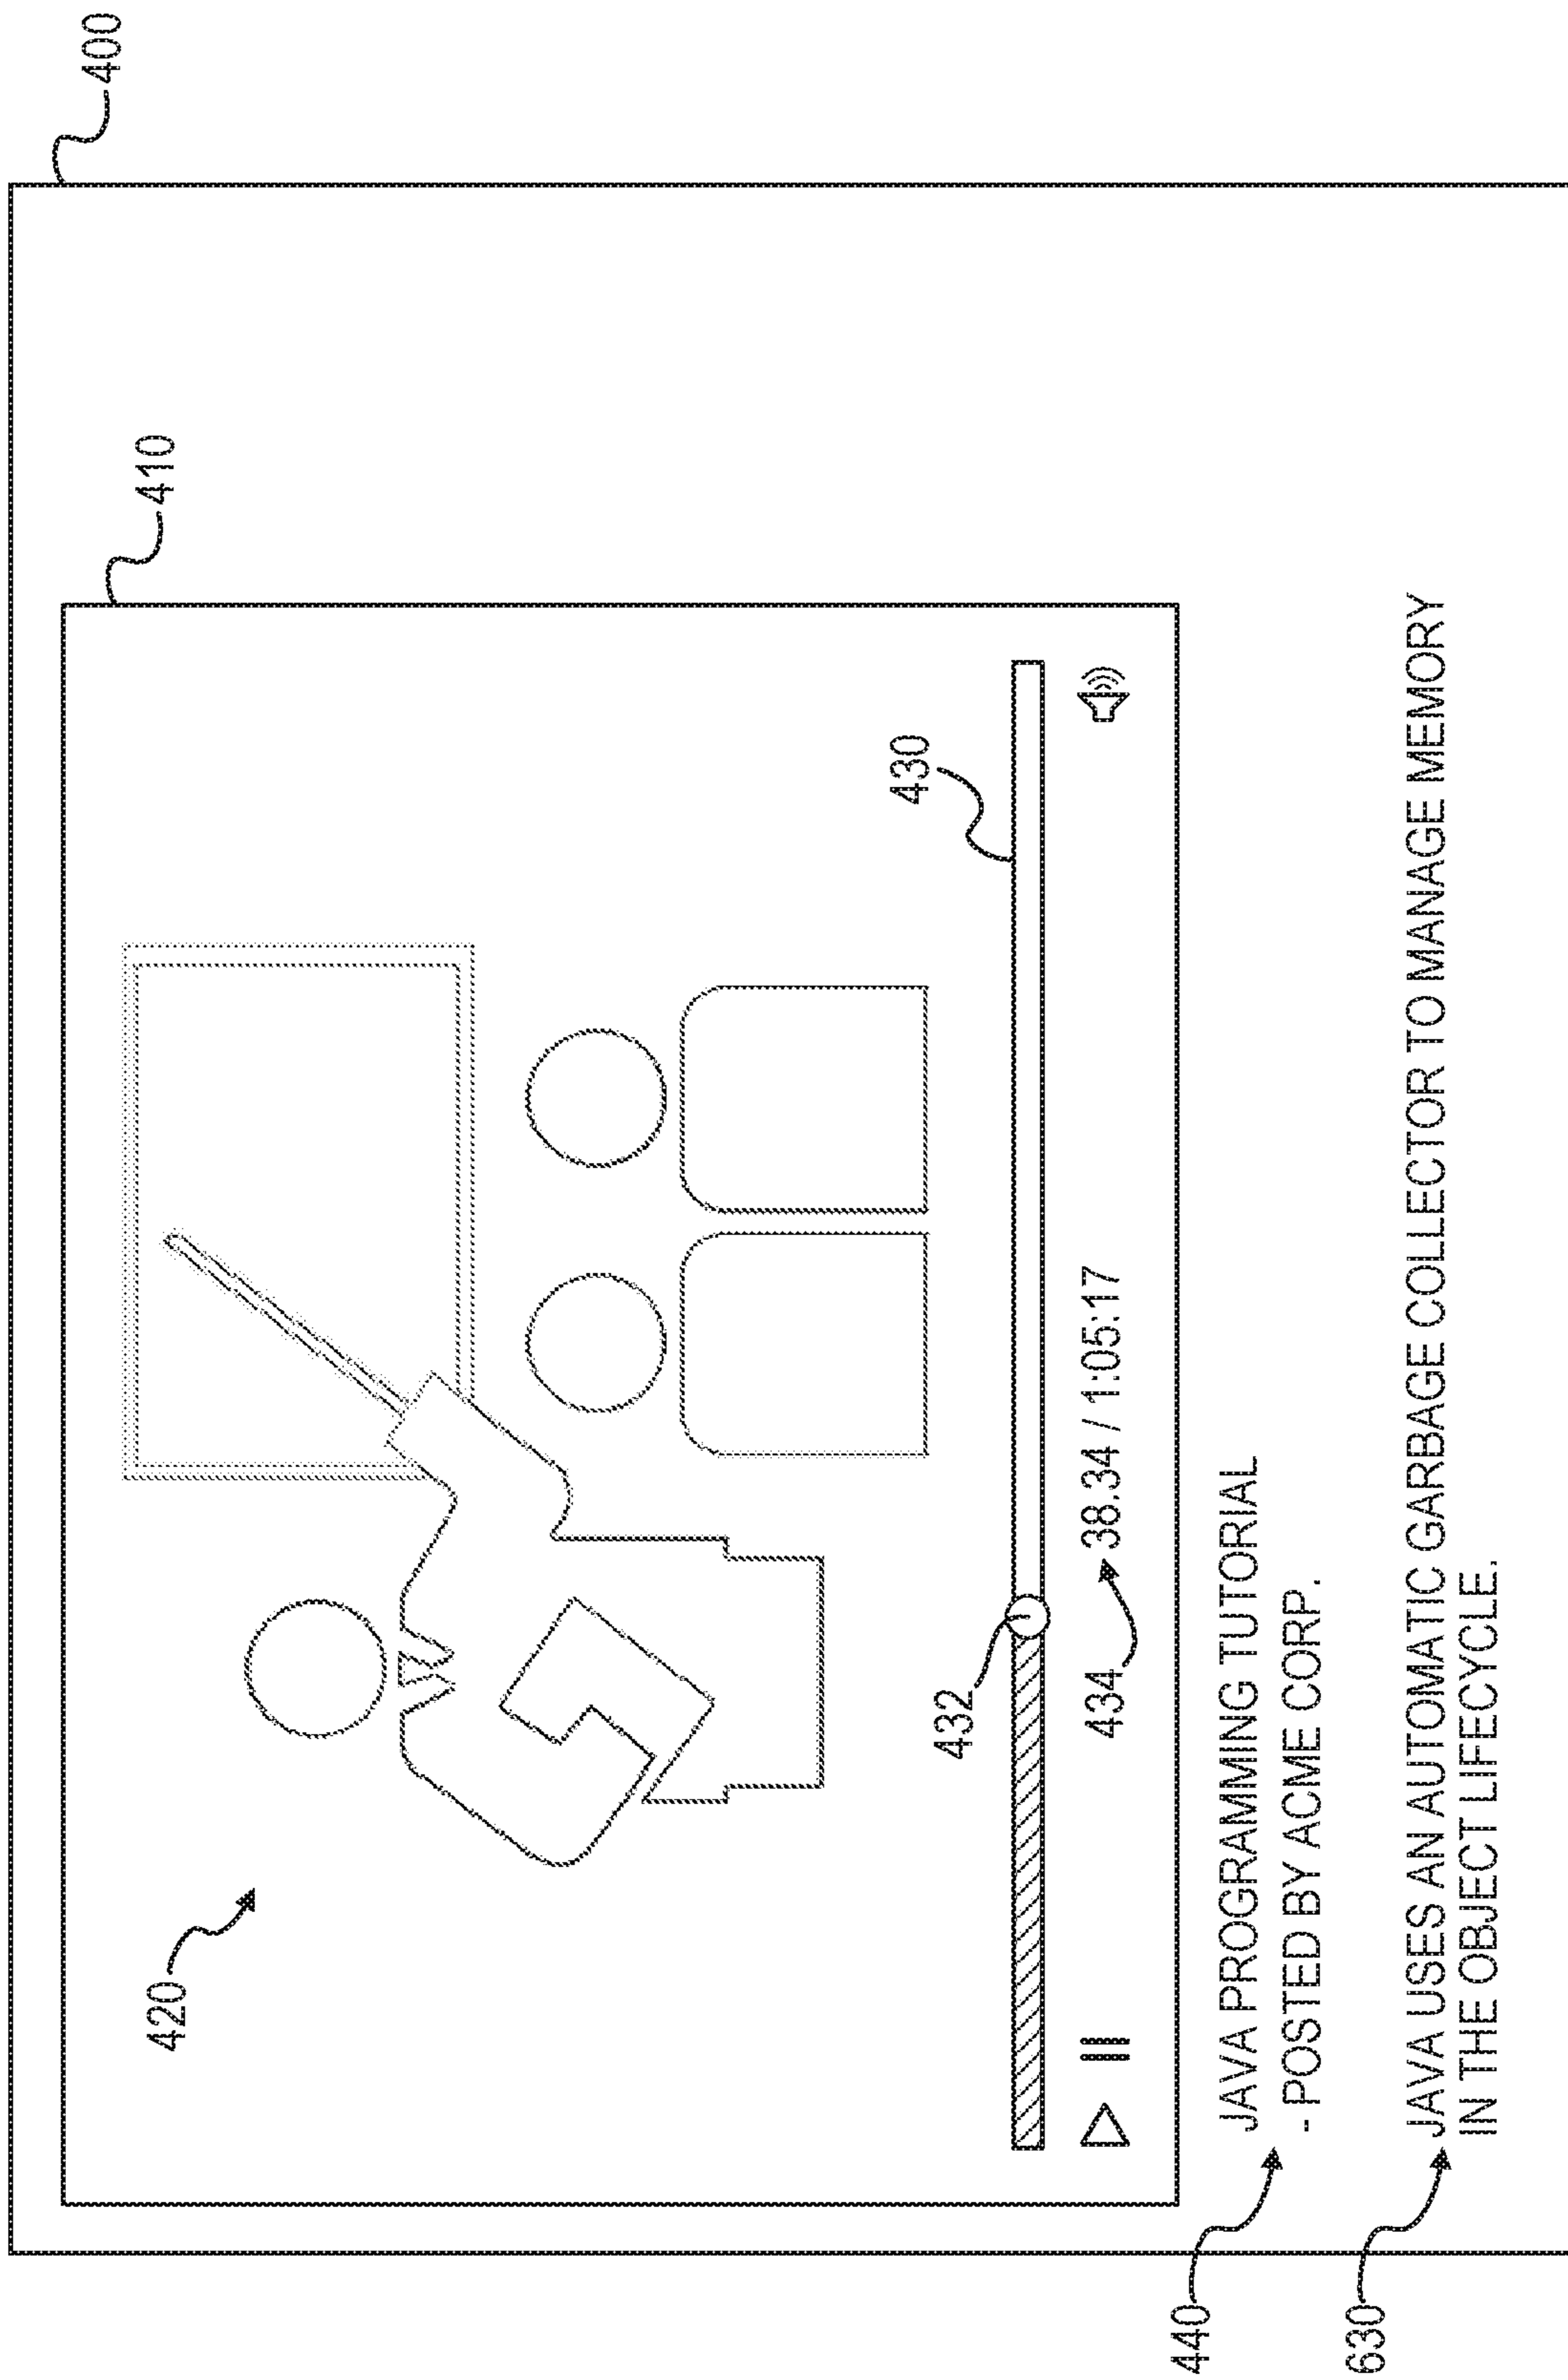 400
410
420
430
432
434
38.34 / 1:05:17
440
JAVA PROGRAMMING TUTORIAL
- POSTED BY ACME CORP.
630
JAVA USES AN AUTOMATIC GARBAGE COLLECTOR TO MANAGE MEMORY
IN THE OBJECT LIFECYCLE.